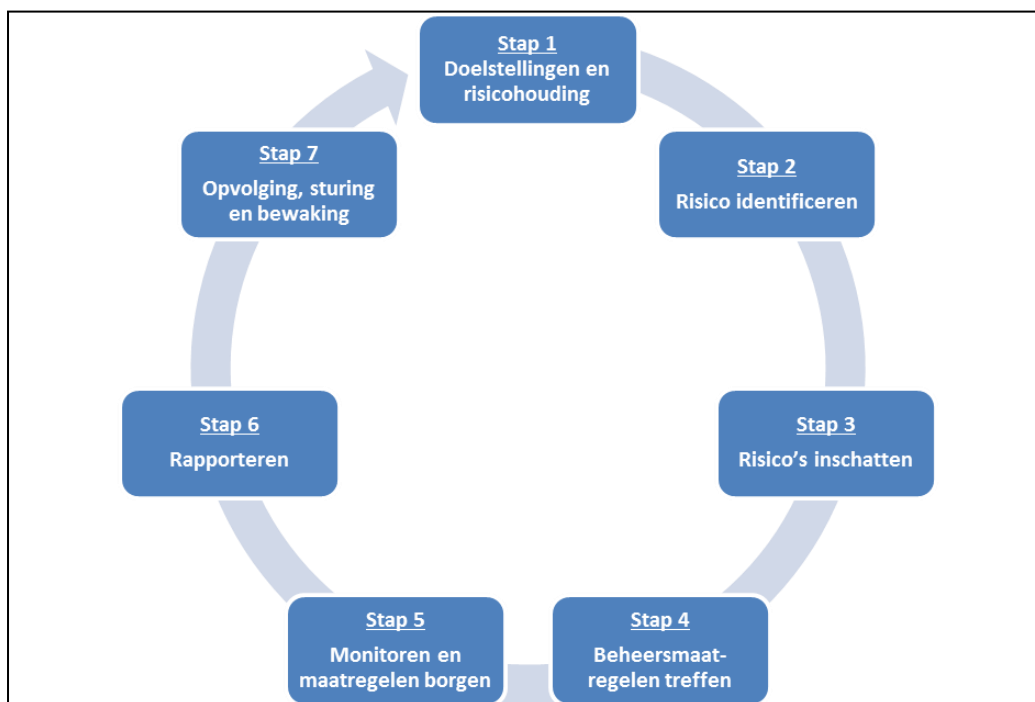 Stap 1
Doelstellingen en
risicohouding
Stap 2
Risico identificeren
Stap 3
Risico's inschatten
Stap 4
Beheersmaat-
regelen treffen
Stap 5
Monitoren en
maatregelen borgen
Stap 6
Rapporteren
Stap 7
Opvolging, sturing
en bewaking